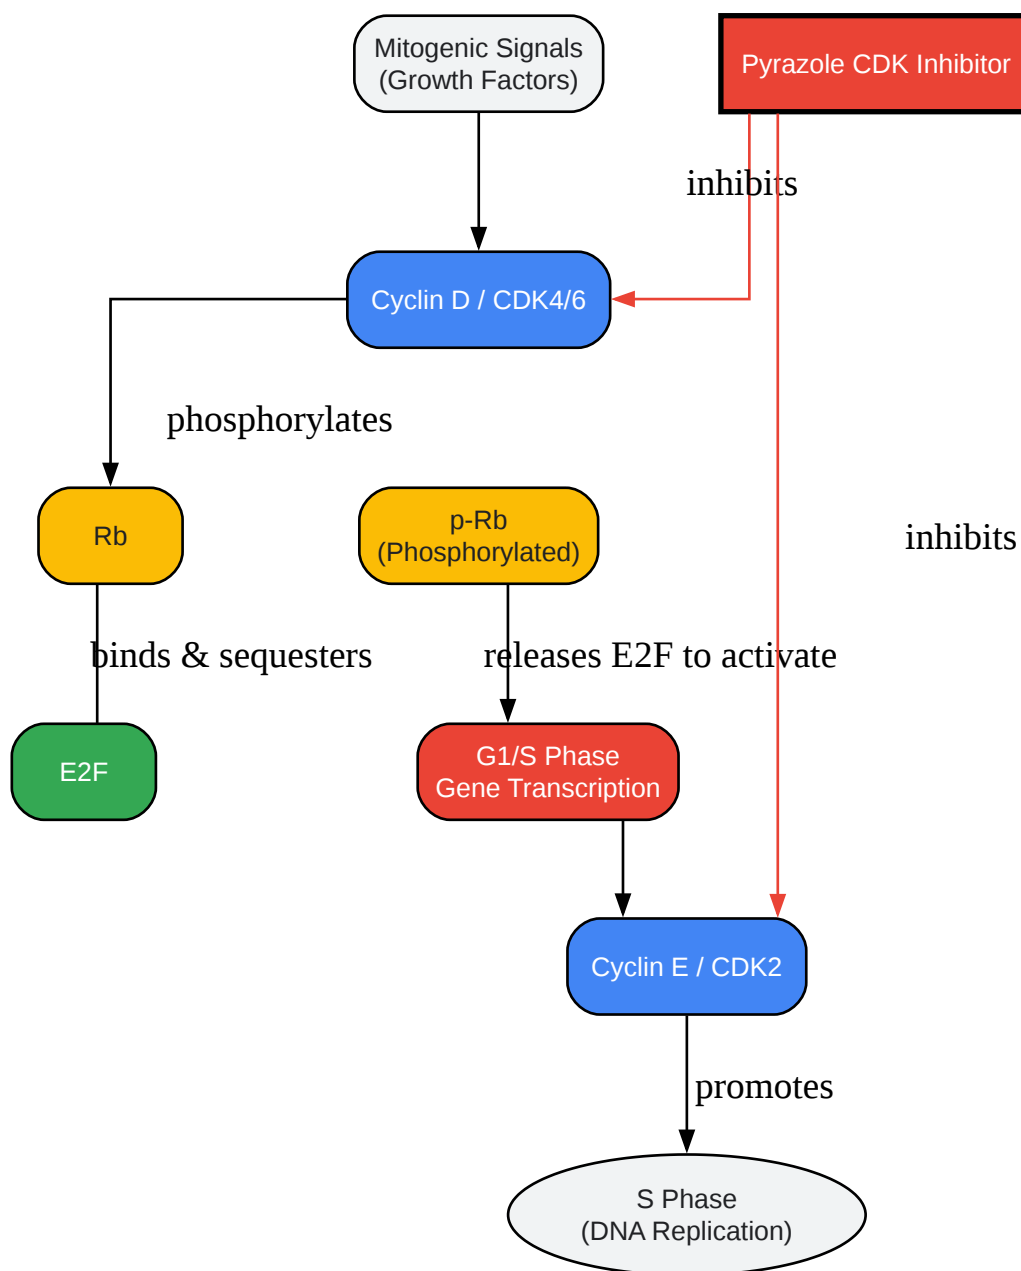 Mitogenic Signals
(Growth Factors)
Pyrazole CDK Inhibitor
inhibits
Cyclin D / CDK4/6
phosphorylates
Rb
p-Rb
(Phosphorylated)
inhibits
binds & sequesters
releases E2F to activate
E2F
G1/S Phase
Gene Transcription
Cyclin E / CDK2
promotes
S Phase
(DNA Replication)